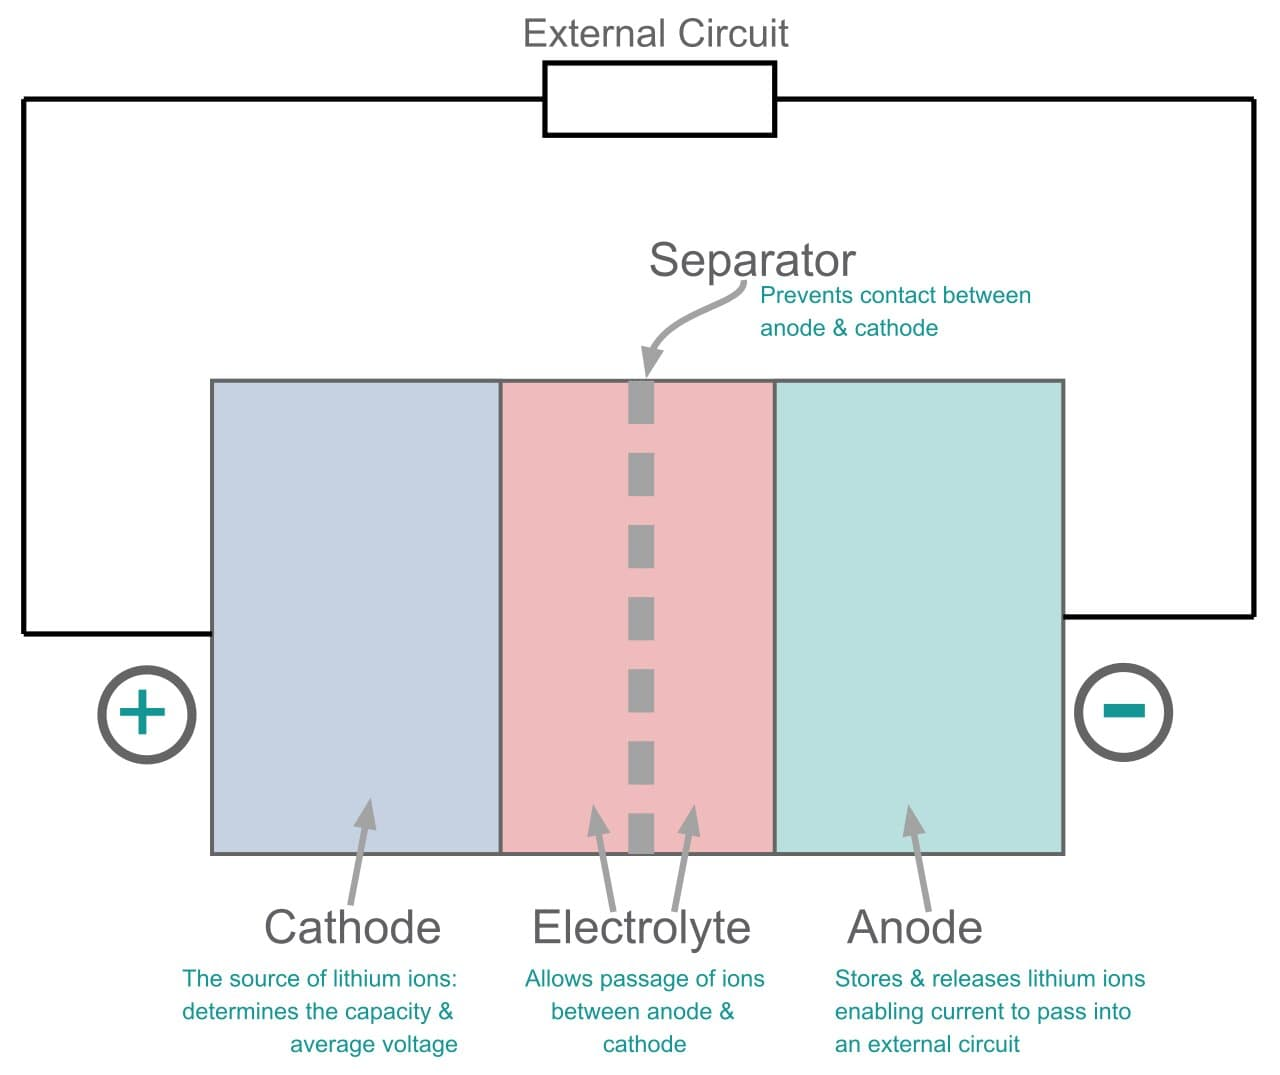 External Circuit
Separator
Prevents contact between
anode & cathode
+
-
Cathode
The source of lithium ions:
determines the capacity &
average voltage
Electrolyte
Allows passage of ions
between anode &
cathode
Anode
Stores & releases lithium ions
enabling current to pass into
an external circuit